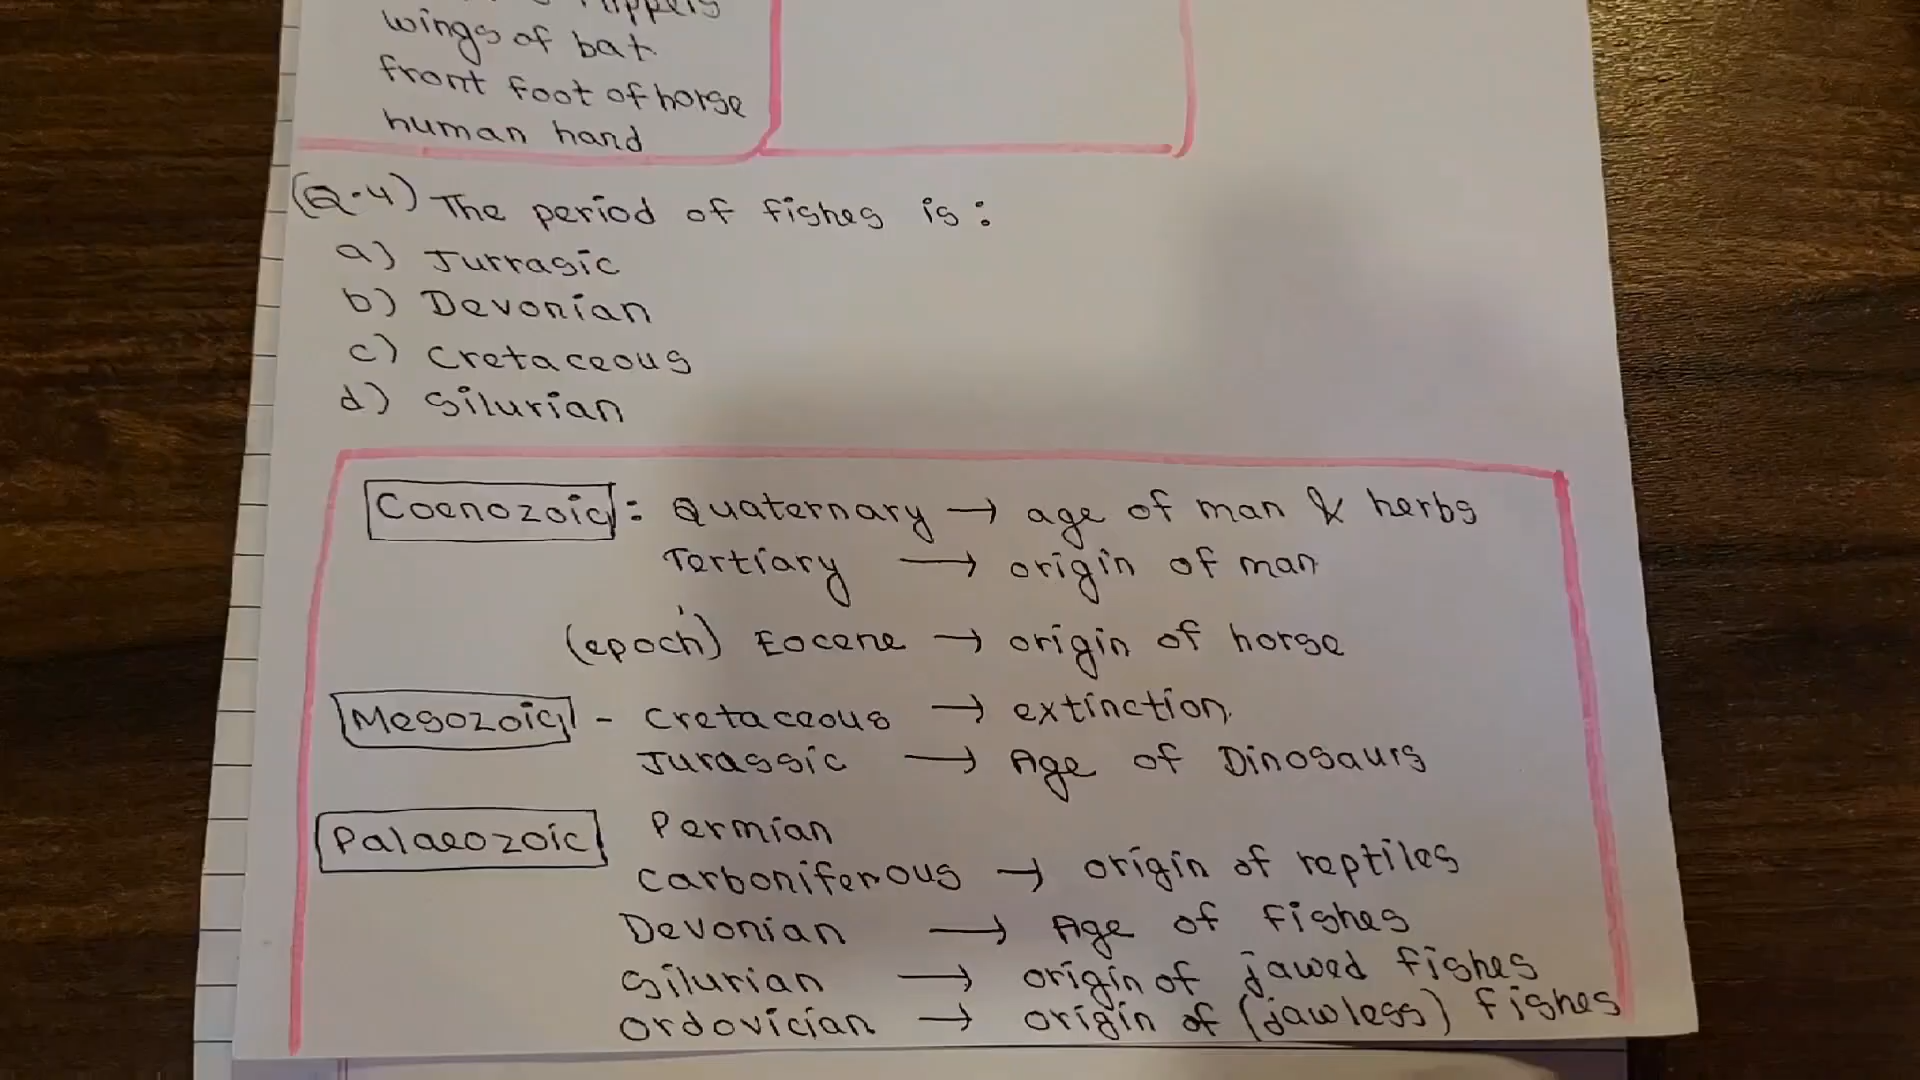 flippers
wings of bat
front foot of horse
human hand
(Q.4) The period of fishes is:
a) Jurrasic
b) Devonian
c) Cretaceous
d) Silurian
Coenozoic : Quaternary → age of man & herbs
Tertiary → origin of man
(epoch) Eocene → origin of horse
Mesozoic - Cretaceous → extinction.
Jurassic → Age of Dinosaurs
Palaeozoic Permian
Carboniferous → origin of reptiles
Devonian → Age of fishes
Silurian → origin of jawed fishes
Ordovician → origin of (jawless) fishes